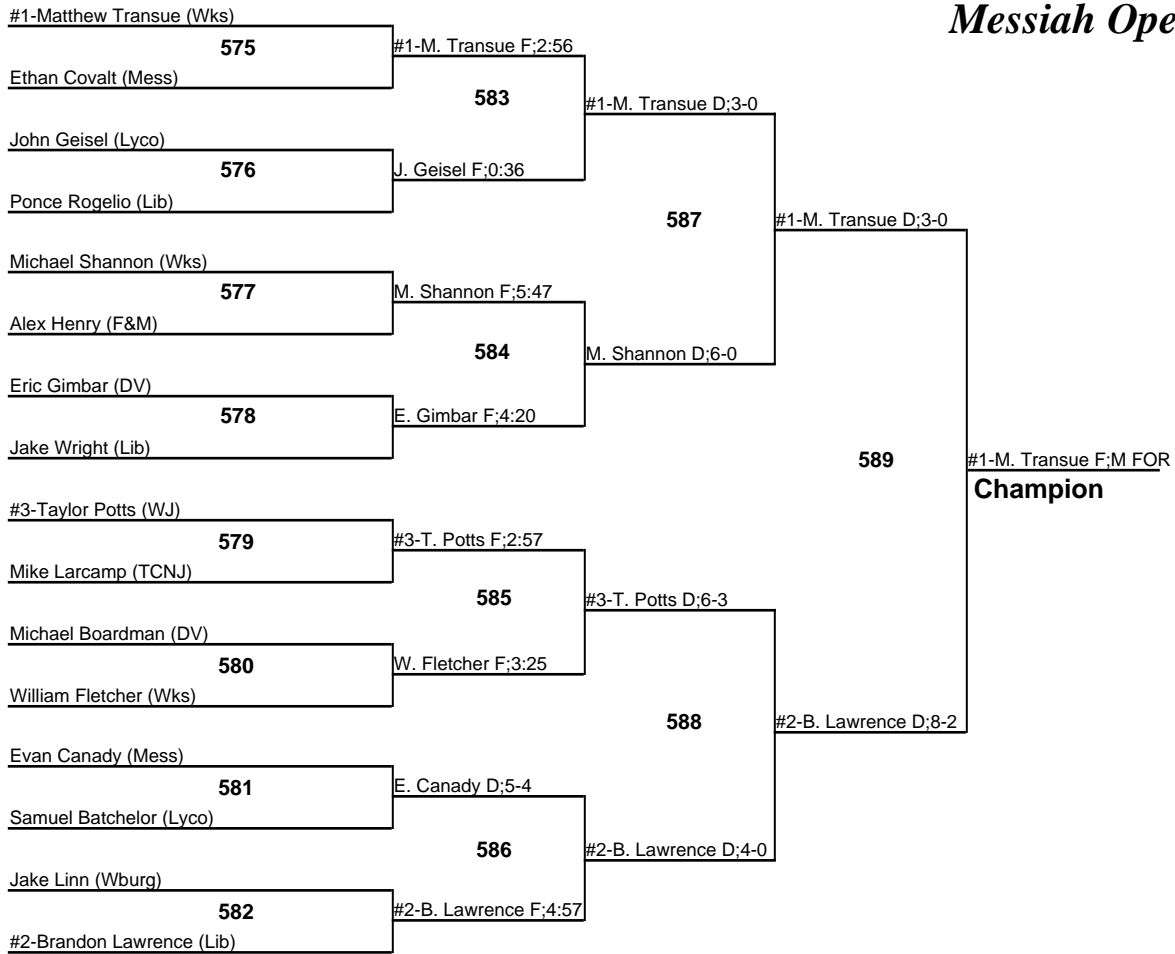 Messiah Ope
#1-Matthew Transue (Wks)
575
Ethan Covalt (Mess)
#1-M. Transue F;2:56
583
John Geisel (Lyco)
576
Ponce Rogelio (Lib)
J. Geisel F;0:36
#1-M. Transue D;3-0
587
Michael Shannon (Wks)
577
Alex Henry (F&M)
M. Shannon F;5:47
584
Eric Gimbar (DV)
578
Jake Wright (Lib)
E. Gimbar F;4:20
M. Shannon D;6-0
#1-M. Transue D;3-0
589
#1-M. Transue F;M FOR
Champion
#3-Taylor Potts (WJ)
579
Mike Larcamp (TCNJ)
#3-T. Potts F;2:57
585
Michael Boardman (DV)
580
William Fletcher (Wks)
W. Fletcher F;3:25
#3-T. Potts D;6-3
588
Evan Canady (Mess)
581
Samuel Batchelor (Lyco)
E. Canady D;5-4
586
Jake Linn (Wburg)
582
#2-Brandon Lawrence (Lib)
#2-B. Lawrence F;4:57
#2-B. Lawrence D;4-0
#2-B. Lawrence D;8-2